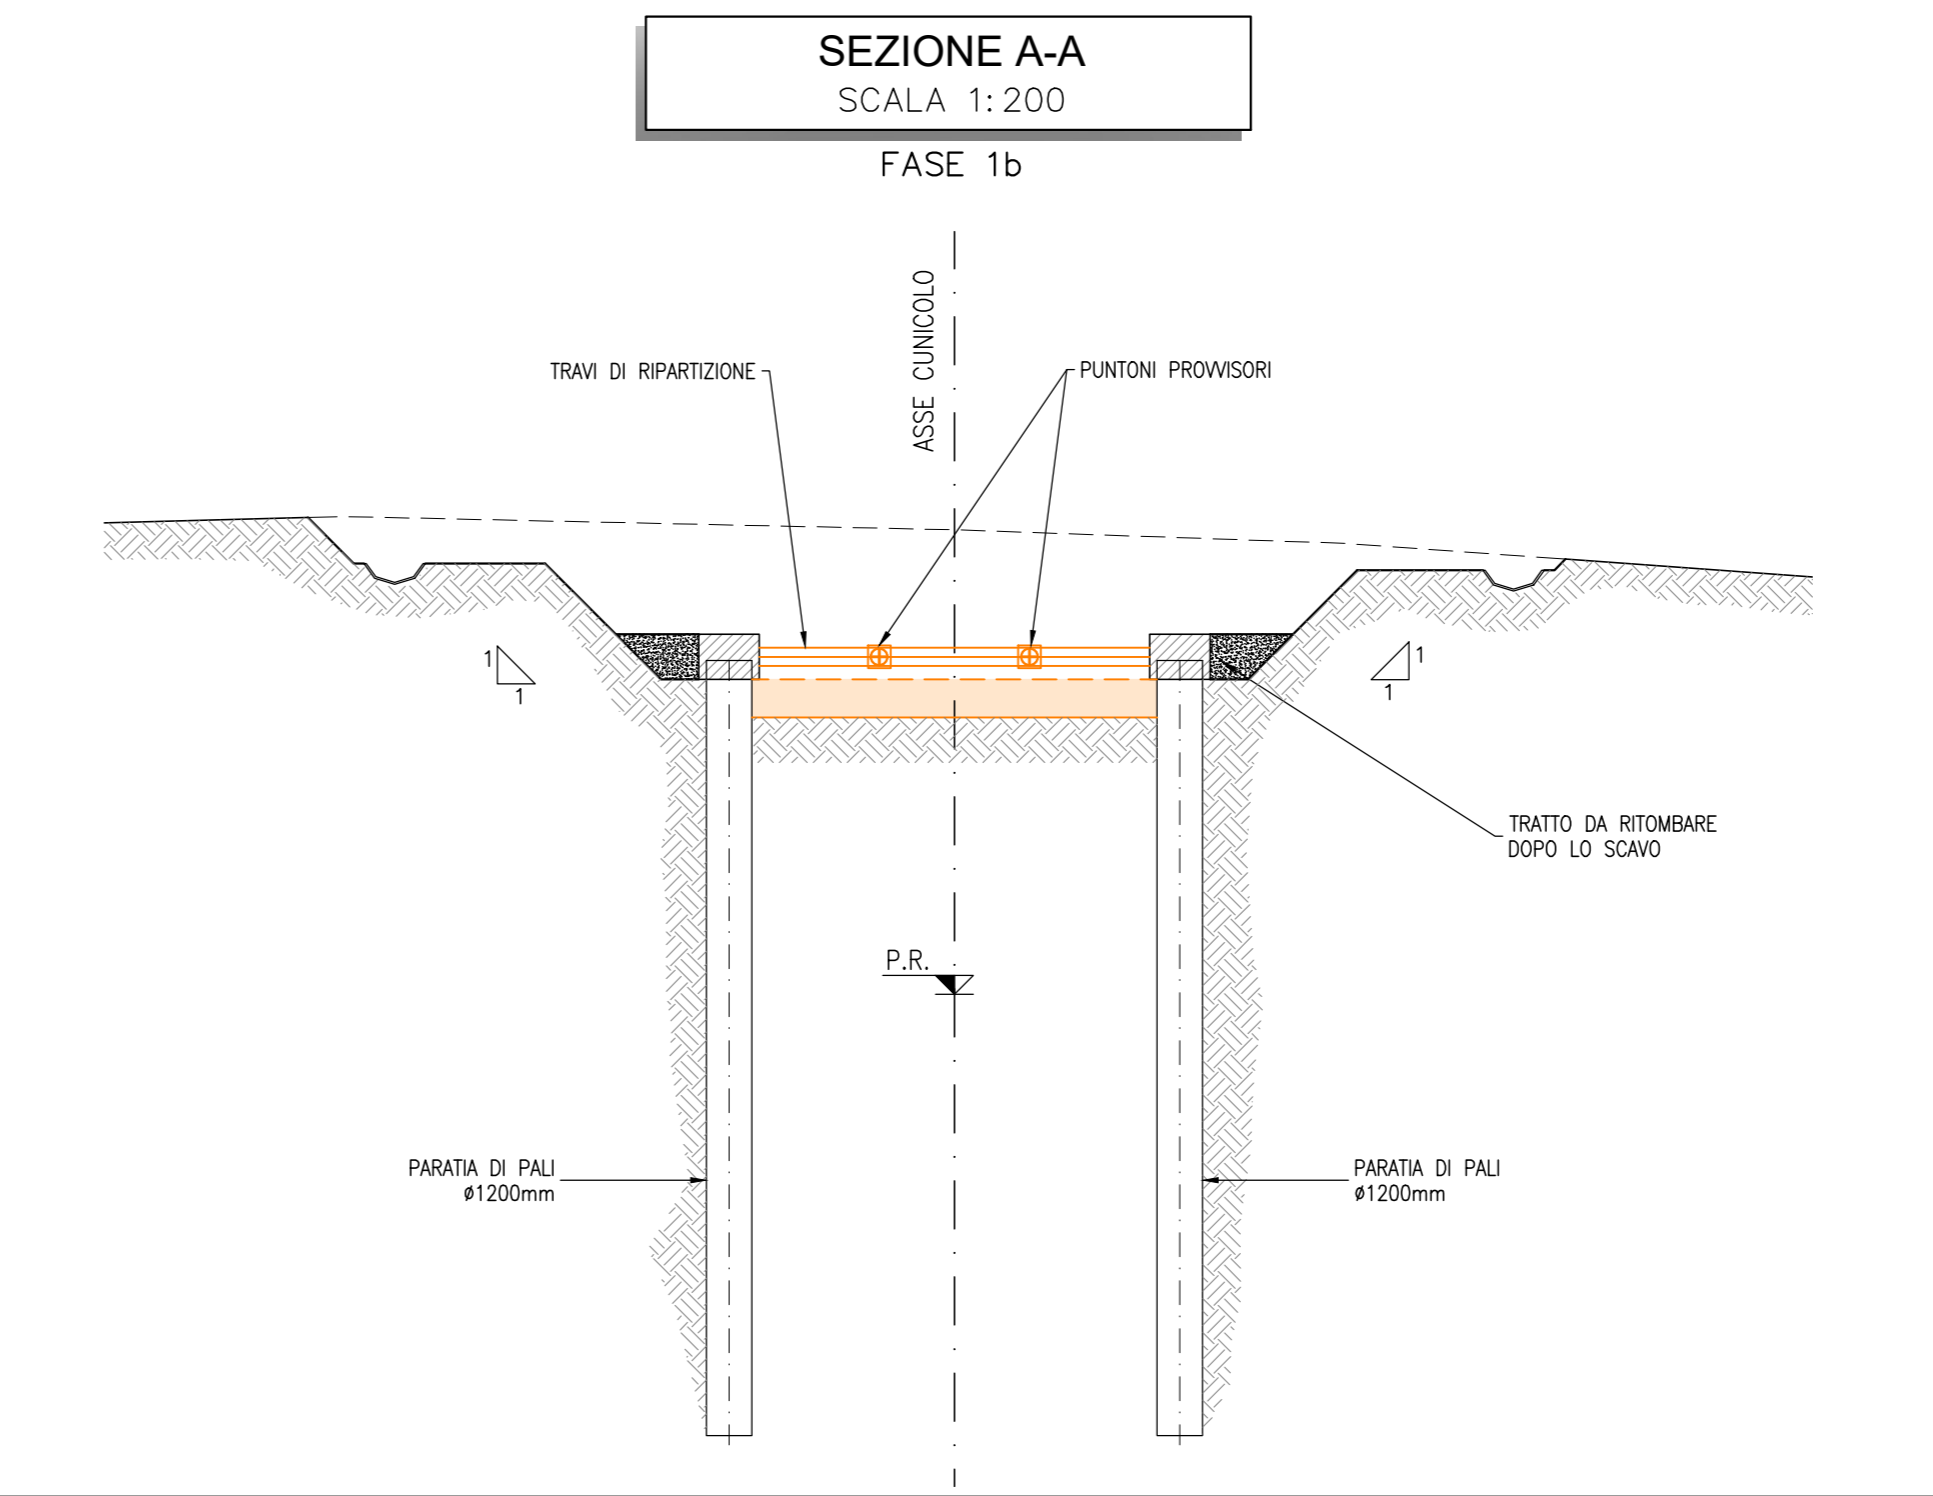 SEZIONE A-A
SCALA 1:200
FASE 1b
ASSE CUNICOLO
TRAVI DI RIPARTIZIONE
PUNTONI PROVVISORI
1
1
1
1
TRATTO DA RITOMBARE
DOPO LO SCAVO
P.R.
PARATIA DI PALI
ø1200mm
PARATIA DI PALI
ø1200mm